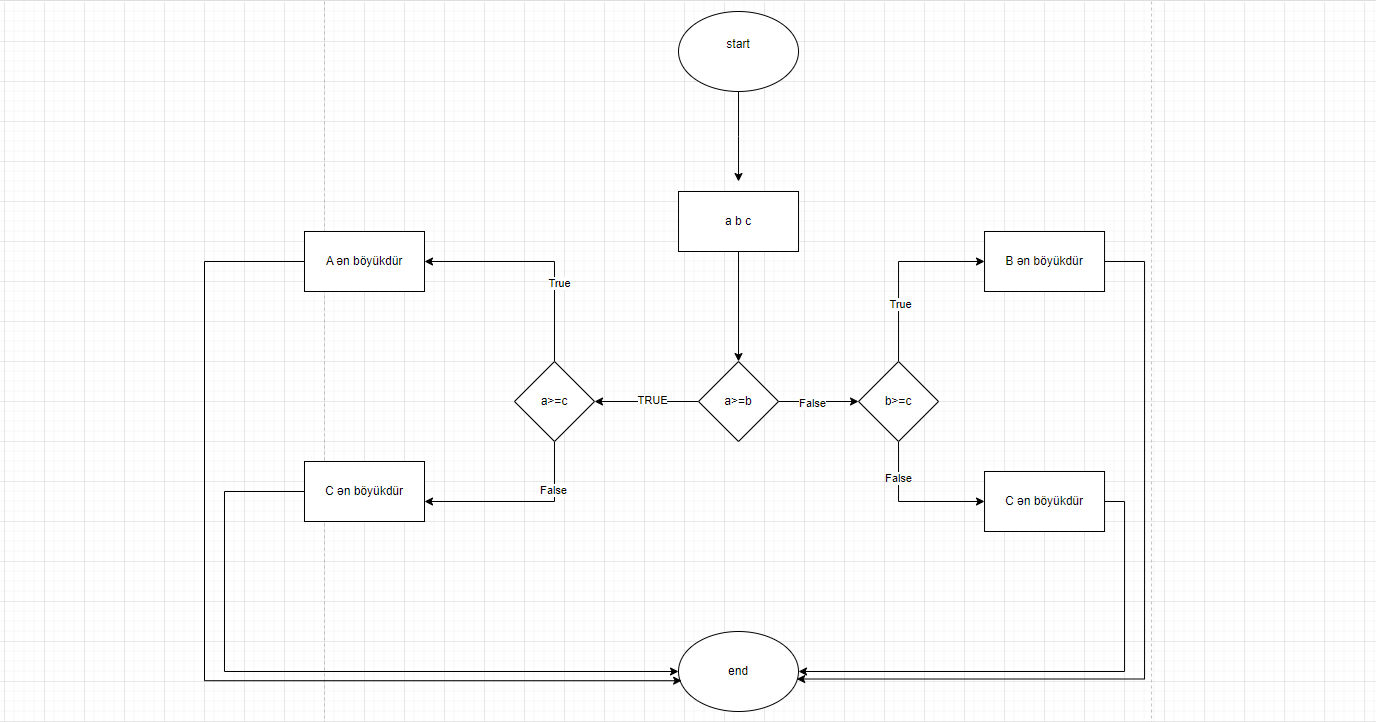 start
a b c
A ən böyükdür
B ən böyükdür
True
True
a>=c
TRUE
a>=b
False
b>=c
False
False
C ən böyükdür
C ən böyükdür
end